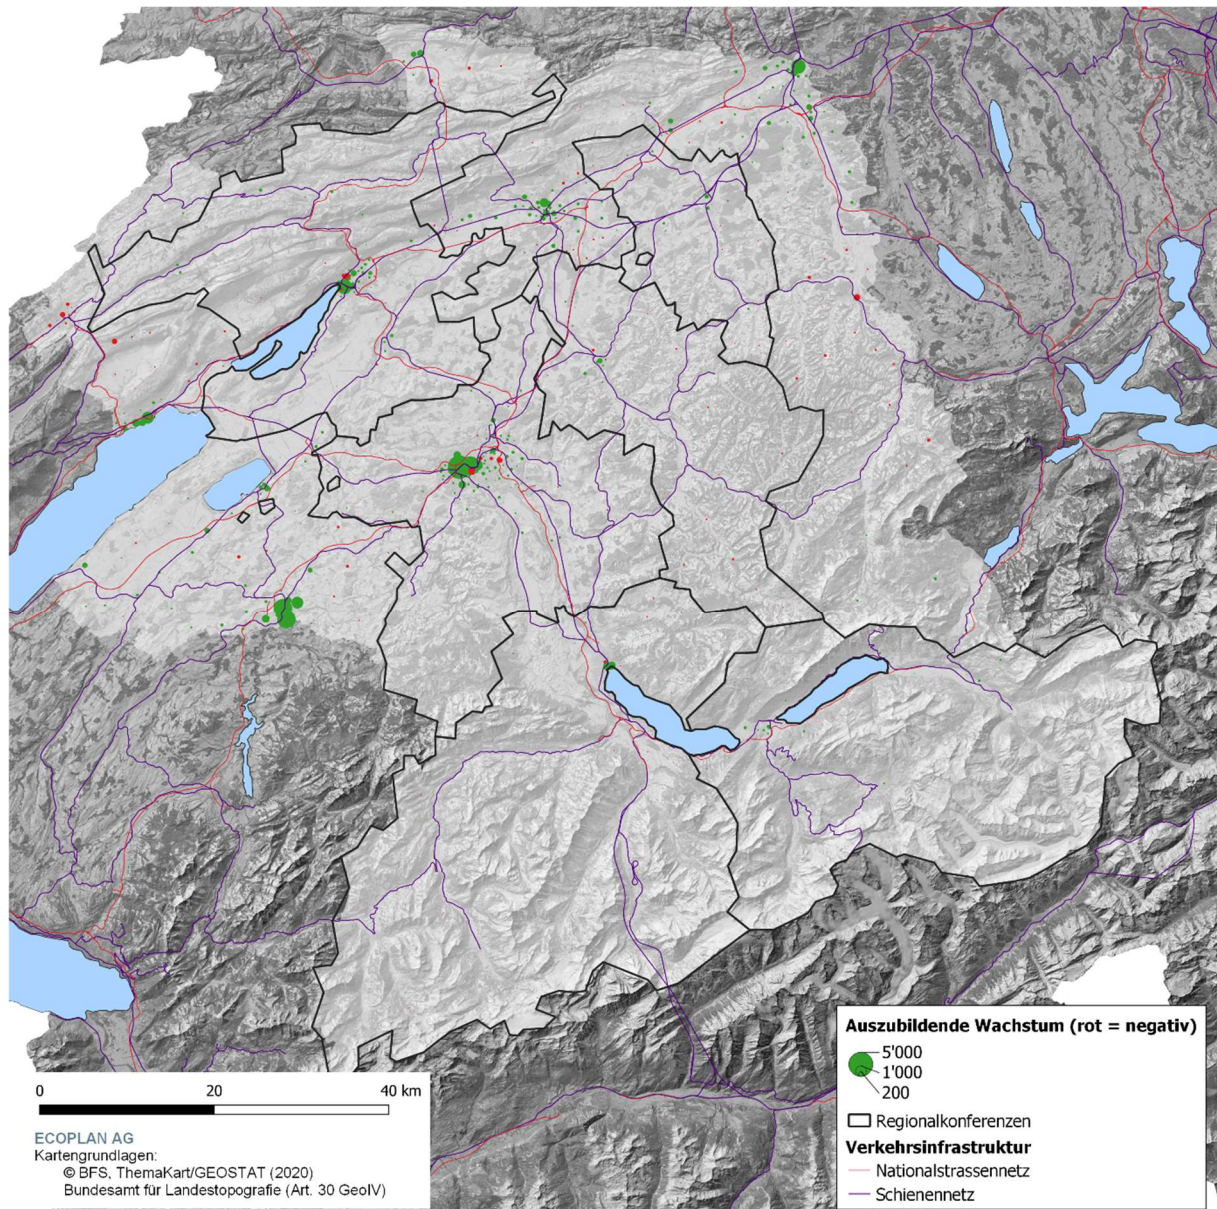 Auszubildende Wachstum (rot = negativ)
5'000
1'000
200
Regionalkonferenzen
Verkehrsinfrastruktur
Nationalstrassennetz
Schienennetz
0 20 40 km
ECOPLAN AG
Kartengrundlagen:
© BFS, ThemaKart/GEOSTAT (2020)
Bundesamt für Landestopografie (Art. 30 GeoIV)